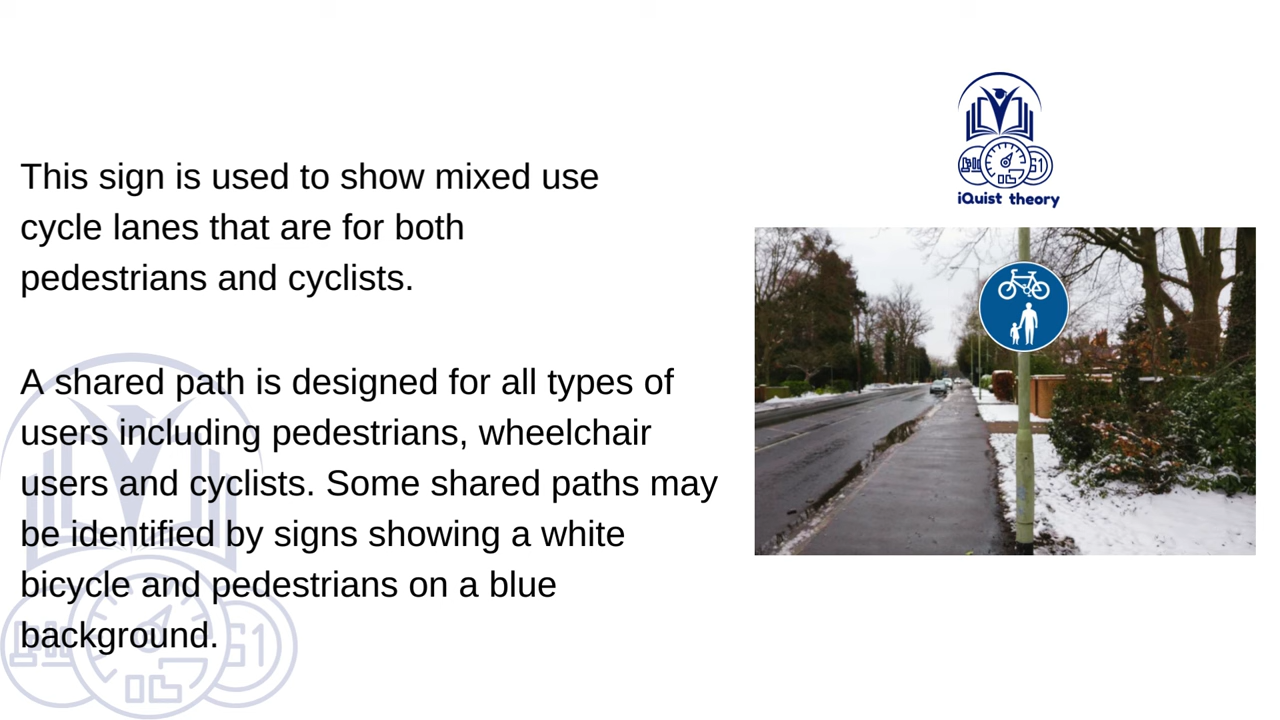 iQuist theory
This sign is used to show mixed use
cycle lanes that are for both
pedestrians and cyclists.
A shared path is designed for all types of
users including pedestrians, wheelchair
users and cyclists. Some shared paths may
be identified by signs showing a white
bicycle and pedestrians on a blue
background.